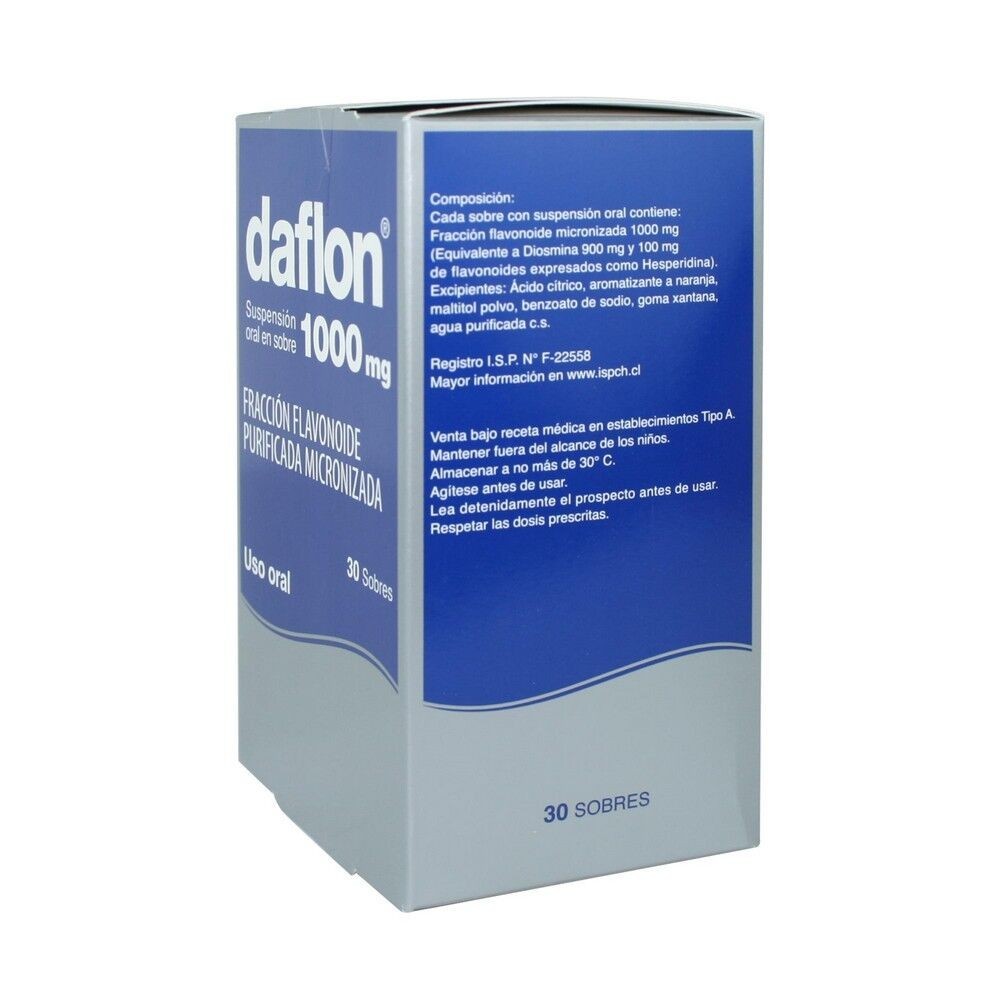 daflon®
Suspensión
oral en sobre 1000 mg
FRACCIÓN FLAVONOIDE
PURIFICADA MICRONIZADA
Uso oral 30 Sobres
Composición:
Cada sobre con suspensión oral contiene:
Fracción flavonoide micronizada 1000 mg
(Equivalente a Diosmina 900 mg y 100 mg
de flavonoides expresados como Hesperidina).
Excipientes: Ácido cítrico, aromatizante a naranja,
maltitol polvo, benzoato de sodio, goma xantana,
agua purificada c.s.
Registro I.S.P. N° F-22558
Mayor información en www.ispch.cl
Venta bajo receta médica en establecimientos Tipo A.
Mantener fuera del alcance de los niños.
Almacenar a no más de 30° C.
Agítese antes de usar.
Lea detenidamente el prospecto antes de usar.
Respetar las dosis prescritas.
30 SOBRES